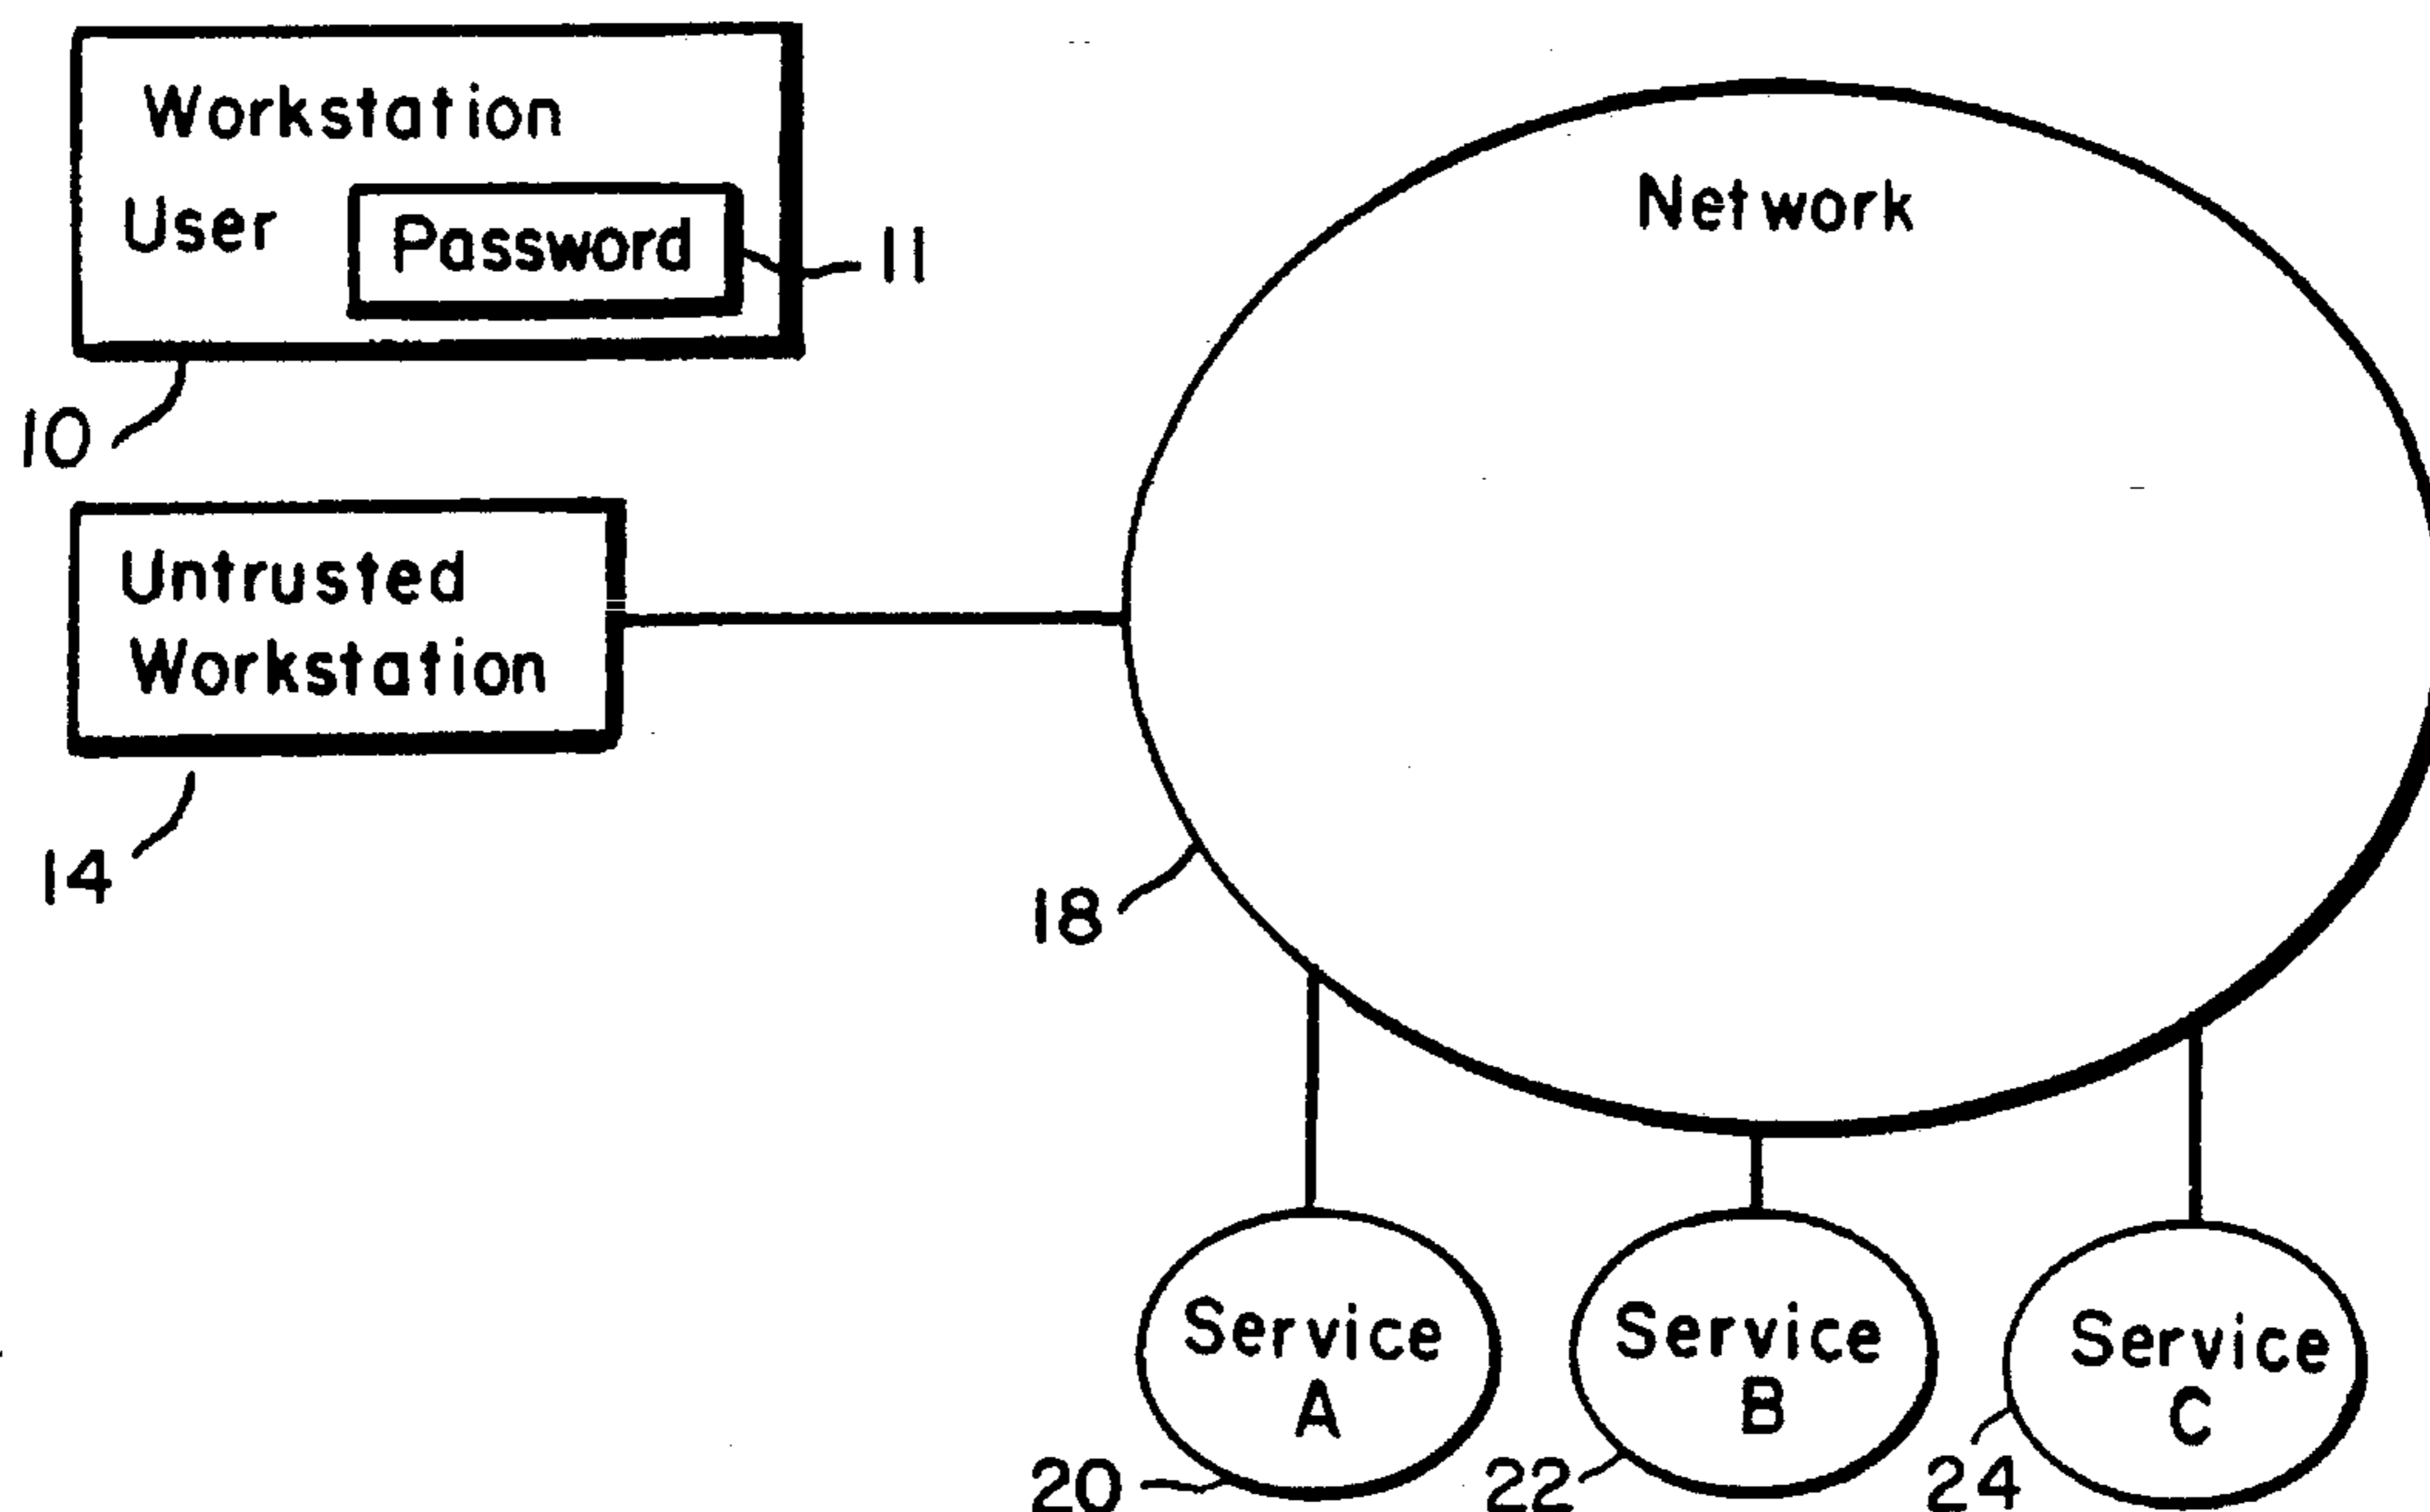 Workstation
User
Password
11
10
Untrusted
Workstation
14
Network
18
Service
A
20
Service
B
22
Service
C
24